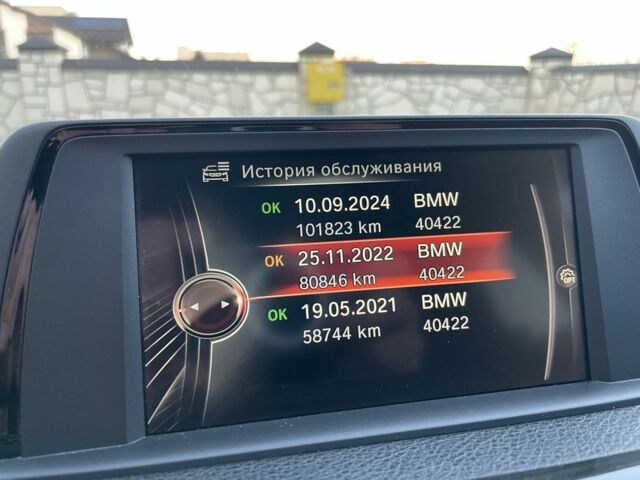 История обслуживания
OK 10.09.2024 BMW
101823 km 40422
OK 25.11.2022 BMW
80846 km 40422
OK 19.05.2021 BMW
58744 km 40422
OPT